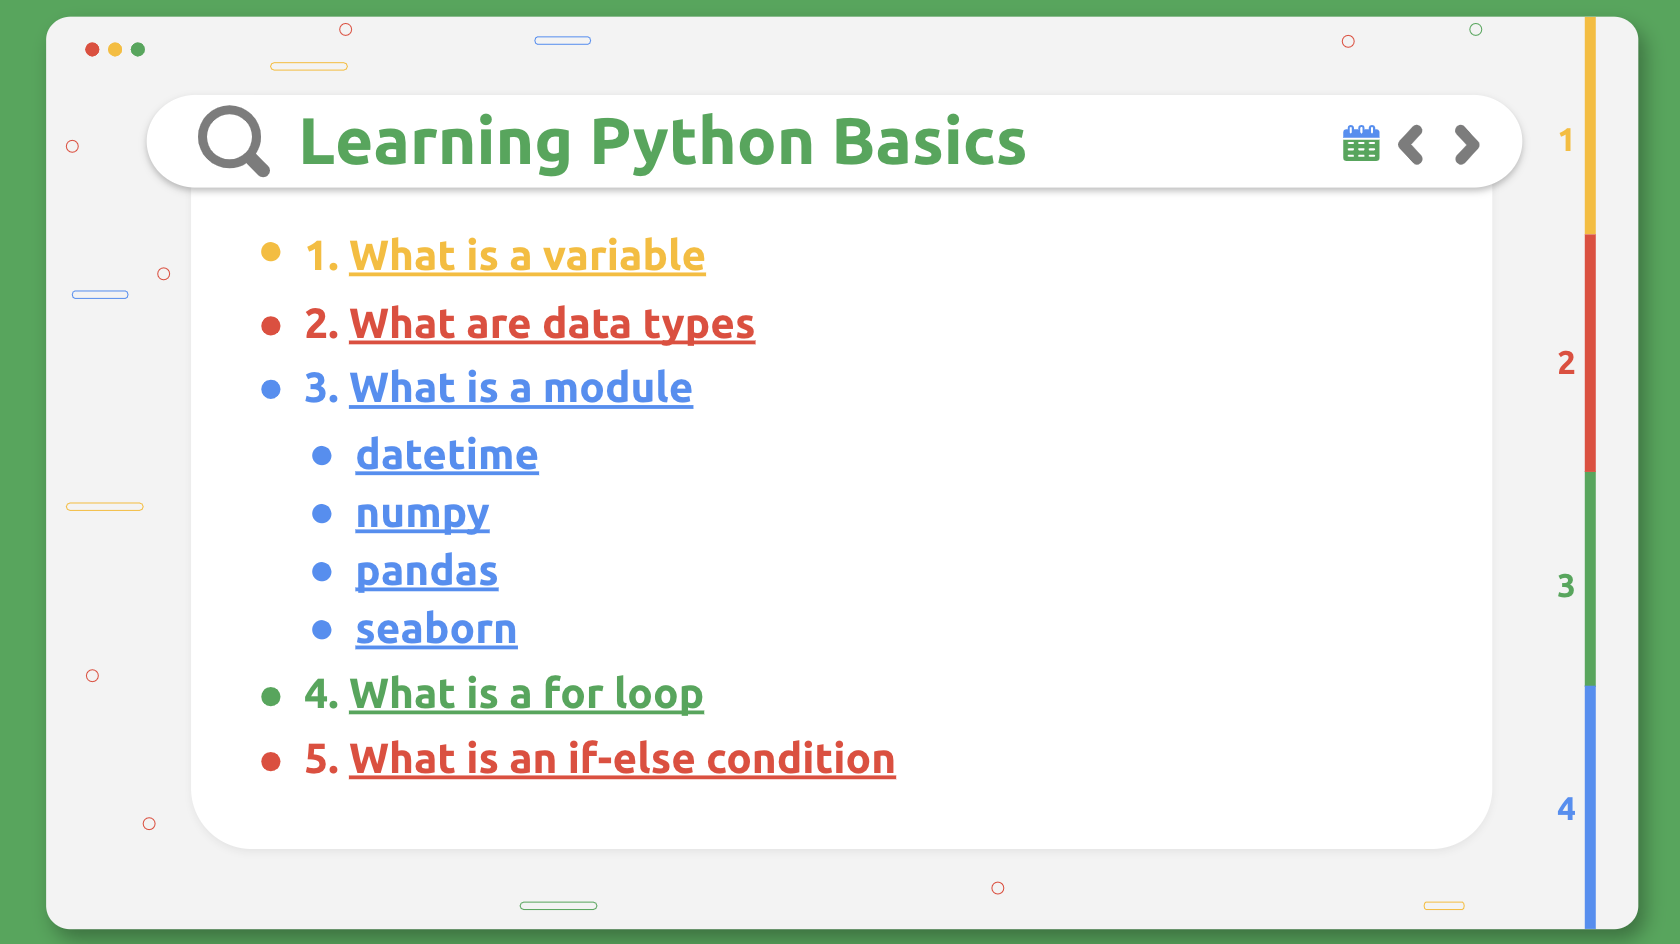 Learning Python Basics
1. What is a variable
2. What are data types
3. What is a module
datetime
numpy
pandas
seaborn
4. What is a for loop
5. What is an if-else condition
1
2
3
4